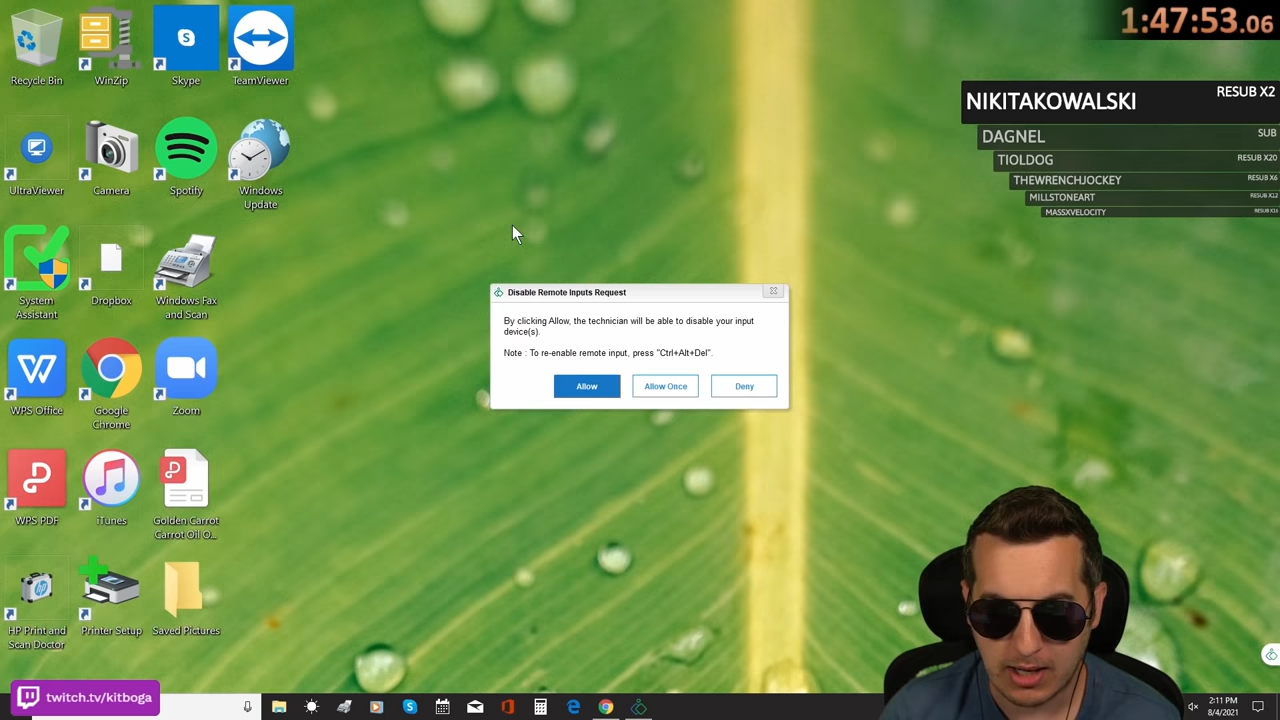 1:47:53.06
NIKITAKOWALSKI RESUB X2
DAGNEL SUB
TIOLDOG RESUB X20
THEWRENCHJOCKEY RESUB X6
MILLSTONEART RESUB X12
MASSXVELOCITY
Recycle Bin
WinZip
Skype
TeamViewer
UltraViewer
Camera
Spotify
Windows
Update
System
Assistant
Dropbox
Windows Fax
and Scan
WPS Office
Google
Chrome
Zoom
WPS PDF
iTunes
Golden Carrot
Carrot Oil O...
HP Print and
Scan Doctor
Printer Setup
Saved Pictures
Disable Remote Inputs Request
By clicking Allow, the technician will be able to disable your input
device(s).
Note : To re-enable remote input, press "Ctrl+Alt+Del".
Allow
Allow Once
Deny
twitch.tv/kitboga
2:11 PM
8/4/2021